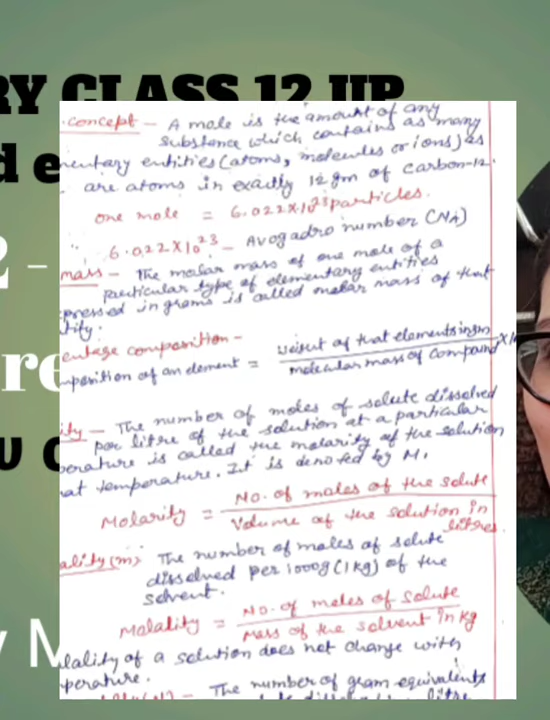 RY CLASS 12 UP
concept – A mole is the amount of any
substance which contains as many
mentary entities (atoms, molecules or ions) as
are atoms in exactly 12 gm of carbon-12.
one mole = 6.022×10²³ particles.
6.022×10²³ – Avogadro number (NA)
mass – The molar mass of one mole of a
particular type of elementary entities
pressed in grams is called molar mass of that
tity.
entage composition –
weight of that elements in gm
mposition of an element =
molecular mass of compound
ity – The number of moles of solute dissolved
per litre of the solution at a particular
perature is called the molarity of the solution
at temperature. It is denoted by M.
Molarity = No. of moles of the solute
Volume of the solution in litres.
ality (m) The number of moles of solute
dissolved per 1000g (1kg) of the
solvent.
Molality = No. of moles of solute
Mass of the solvent in kg
lality of a solution does not change with
perature.
The number of gram equivalents
d e
2 -
re
U C
y M